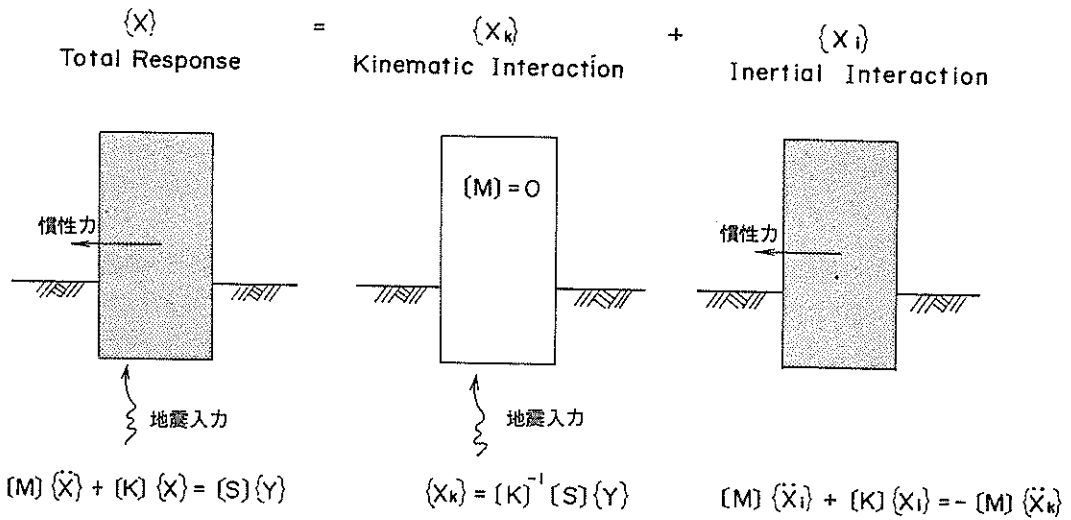 {X} = {Xk} + {Xi}
Total Response Kinematic Interaction Inertial Interaction
[M] = 0
慣性力
慣性力
地震入力
地震入力
[M]{Ẍ} + [K]{X} = [S]{Y}
{Xk} = [K]⁻¹[S]{Y}
[M]{Ẍi} + [K]{Xi} = -[M]{Ẍk}